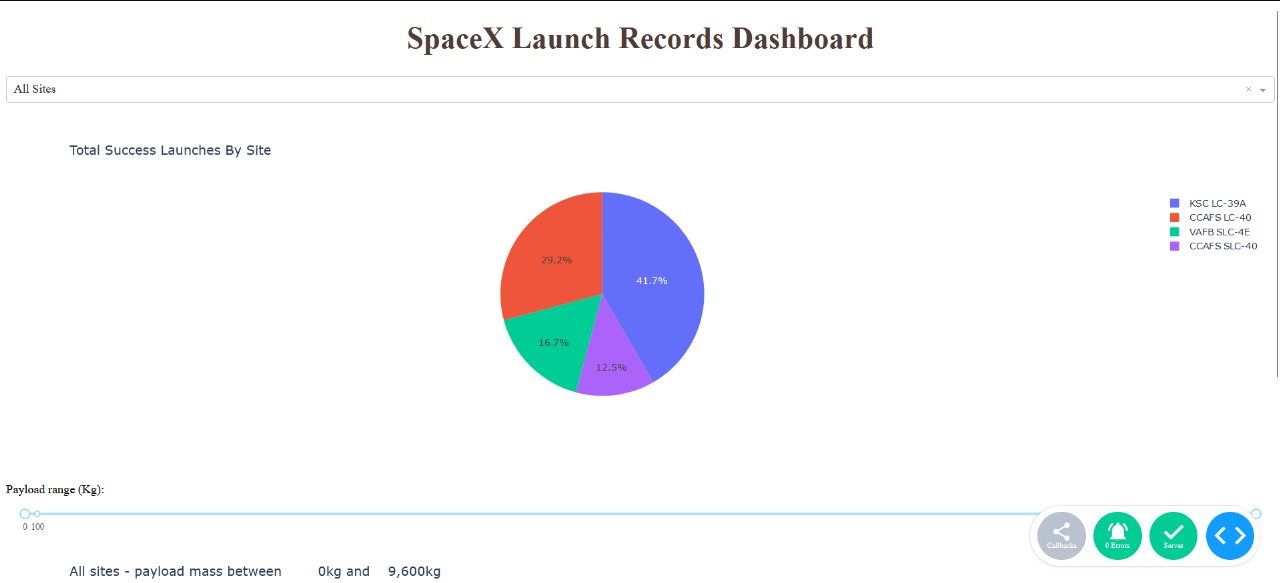 SpaceX Launch Records Dashboard
All Sites
Total Success Launches By Site
KSC LC-39A
CCAFS LC-40
VAFB SLC-4E
CCAFS SLC-40
29.2%
41.7%
16.7%
12.5%
Payload range (Kg):
0 100
Callbacks
0 Errors
Server
All sites - payload mass between 0kg and 9,600kg